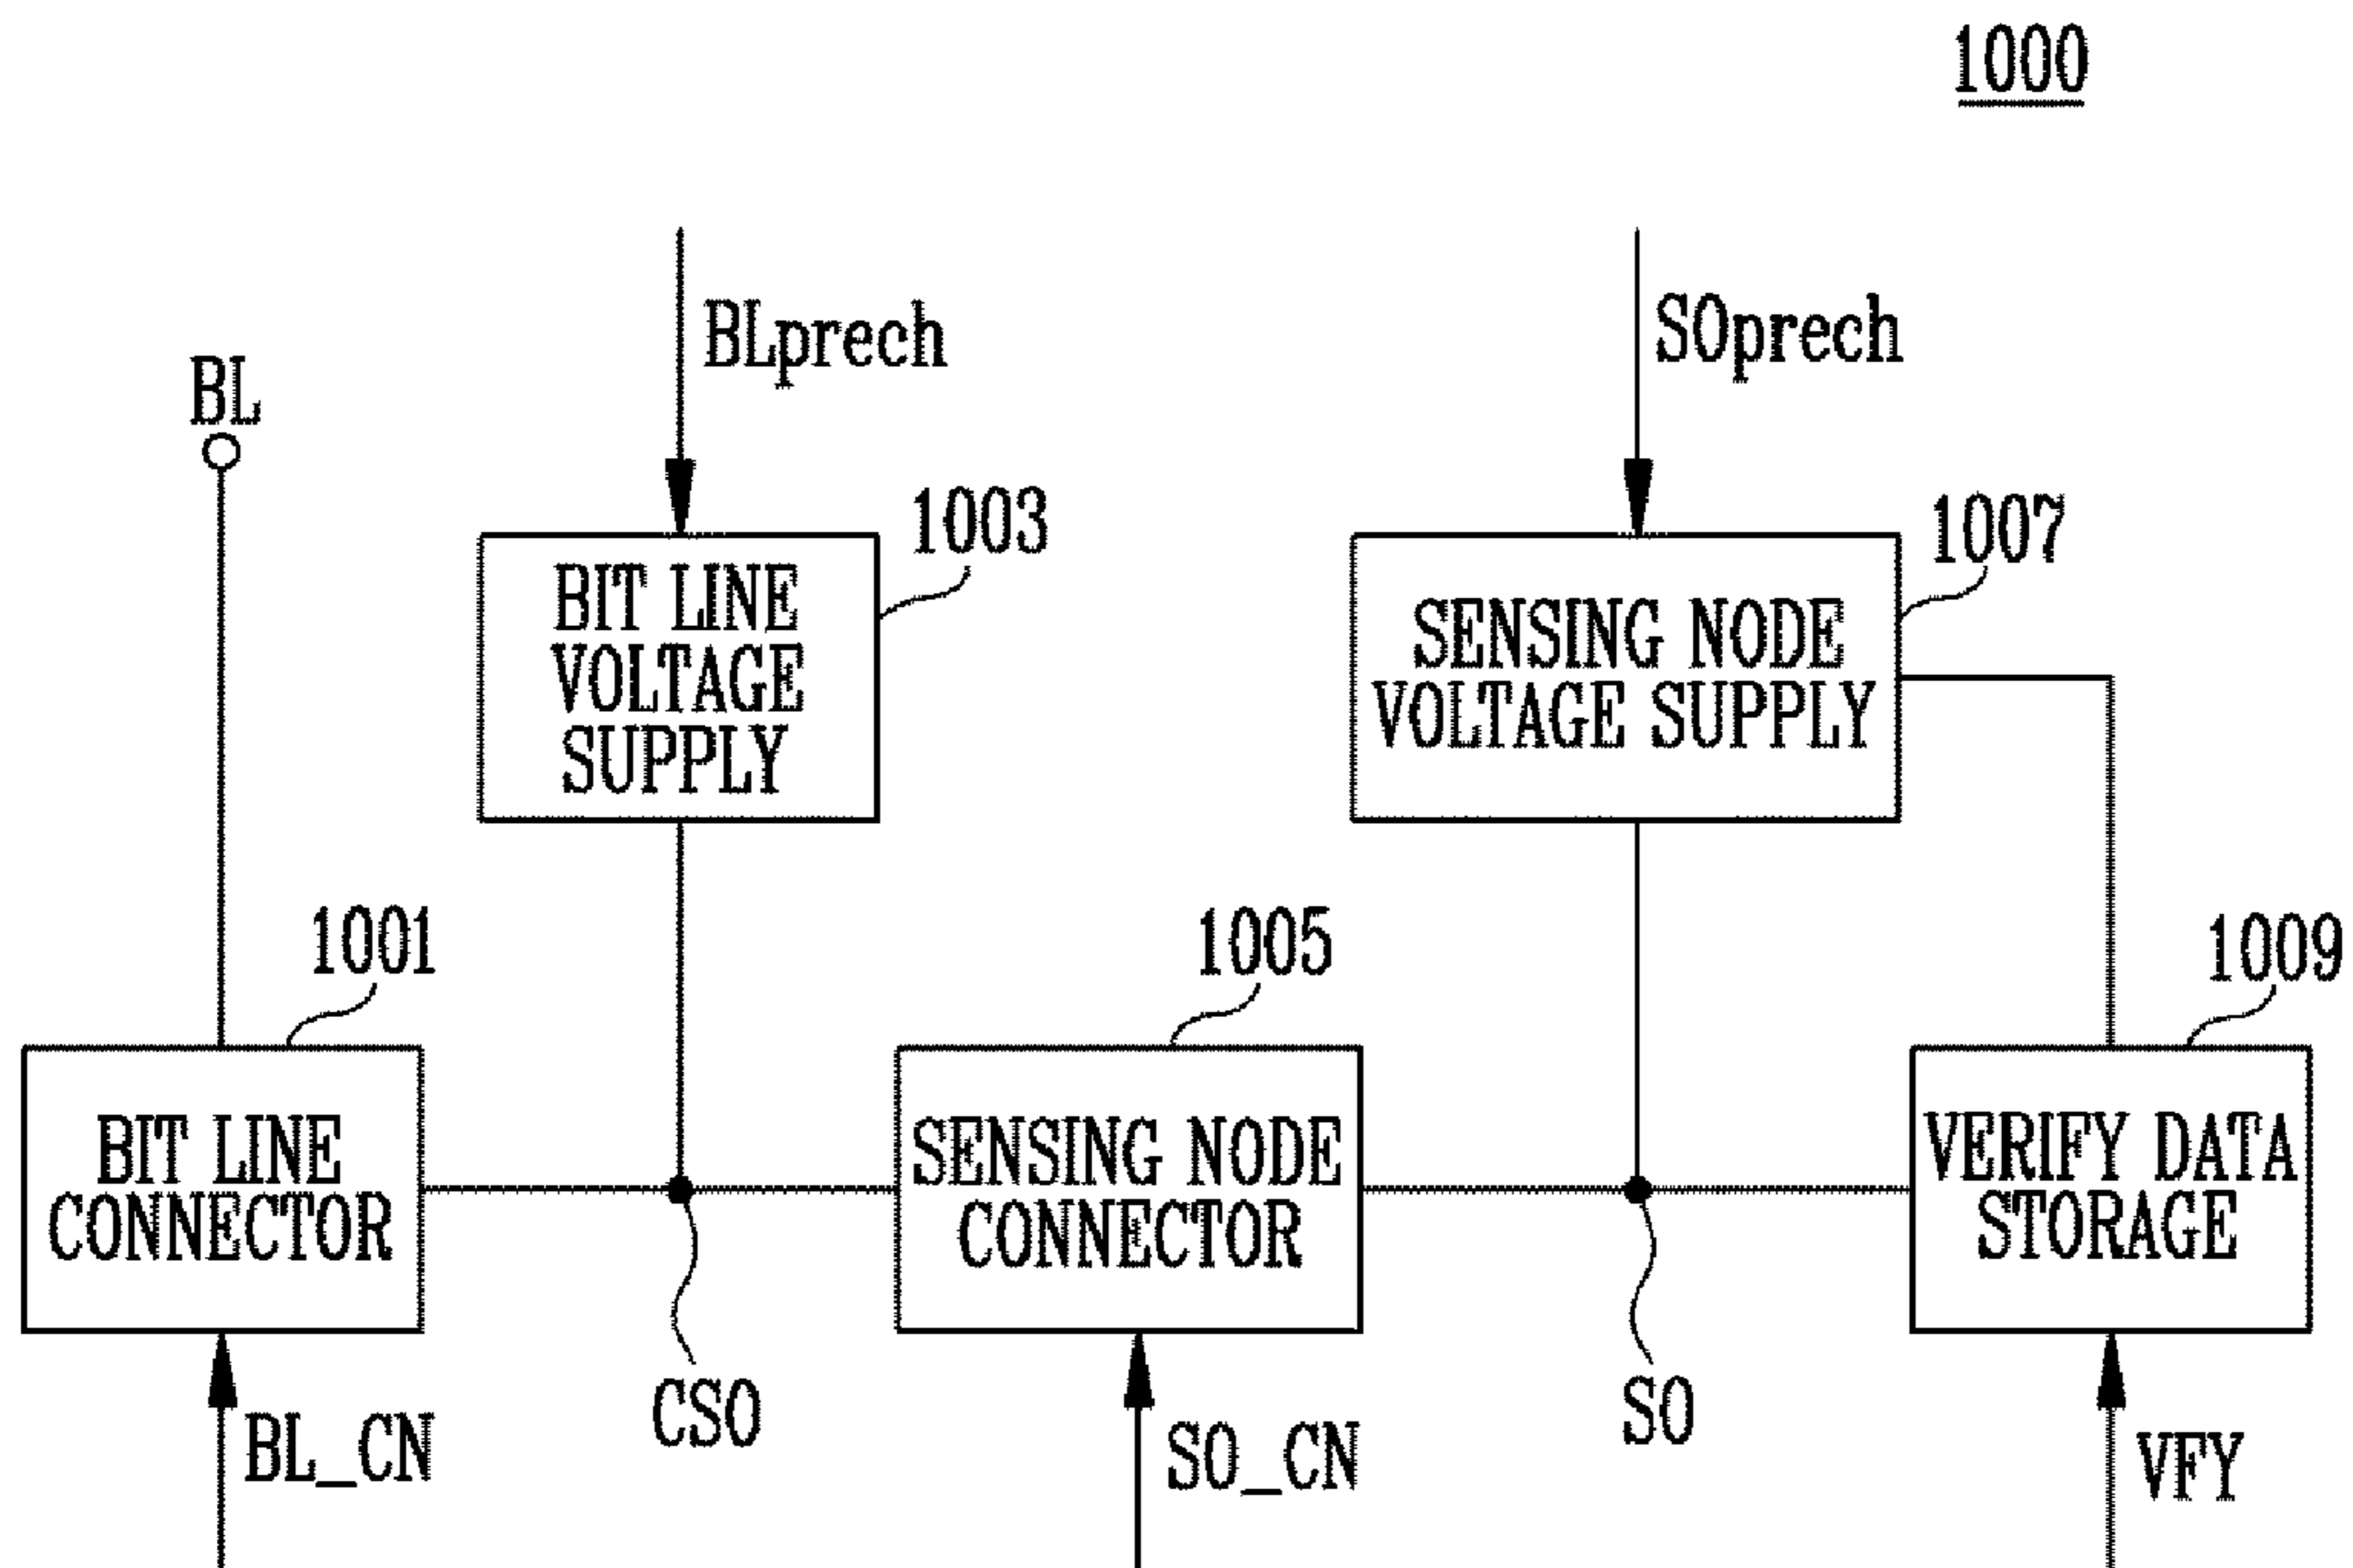 1000
BLprech
SOprech
BL
1003
1007
BIT LINE
VOLTAGE
SUPPLY
SENSING NODE
VOLTAGE SUPPLY
1001
1005
1009
BIT LINE
CONNECTOR
SENSING NODE
CONNECTOR
VERIFY DATA
STORAGE
CSO
SO
BL_CN
SO_CN
VFY